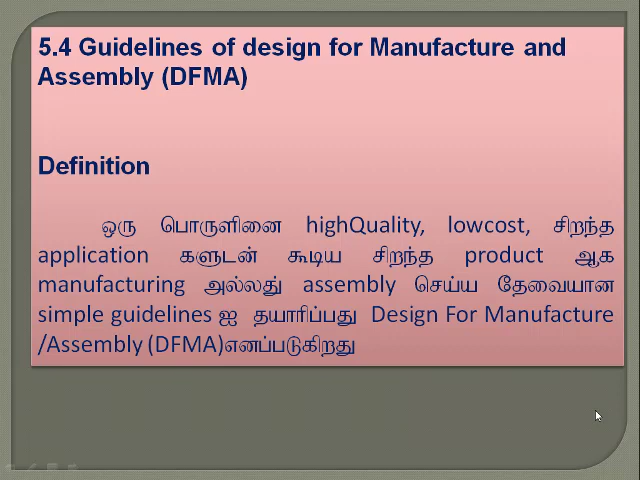 5.4 Guidelines of design for Manufacture and
Assembly (DFMA)
Definition
ஒரு பொருளினை highQuality, lowcost, சிறந்த
application களுடன் கூடிய சிறந்த product ஆக
manufacturing அல்லது assembly செய்ய தேவையான
simple guidelines ஐ தயாரிப்பது Design For Manufacture
/Assembly (DFMA)எனப்படுகிறது